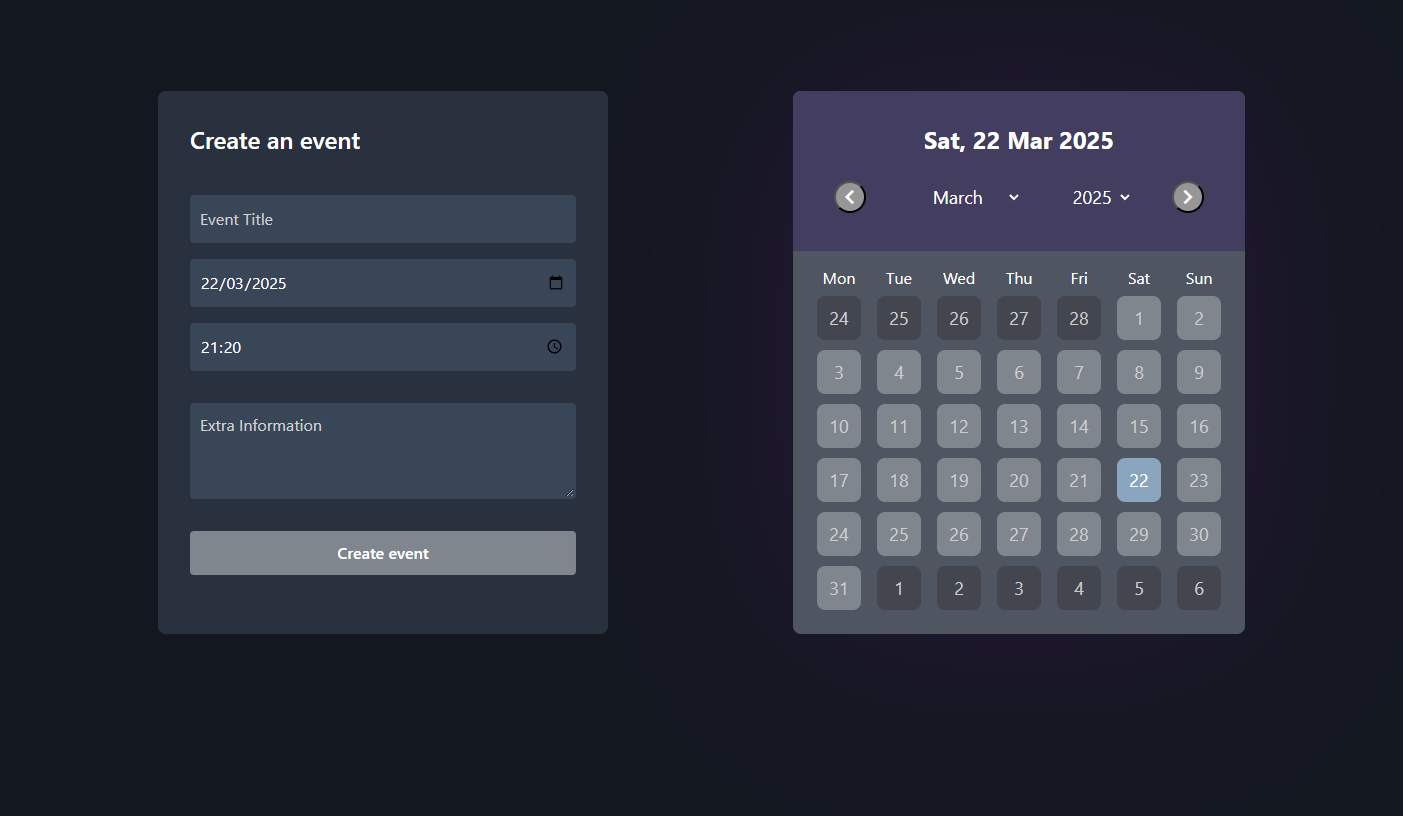 Create an event
Event Title
22/03/2025
21:20
Extra Information
Create event
Sat, 22 Mar 2025
March 2025
Mon Tue Wed Thu Fri Sat Sun
24 25 26 27 28 1 2
3 4 5 6 7 8 9
10 11 12 13 14 15 16
17 18 19 20 21 22 23
24 25 26 27 28 29 30
31 1 2 3 4 5 6